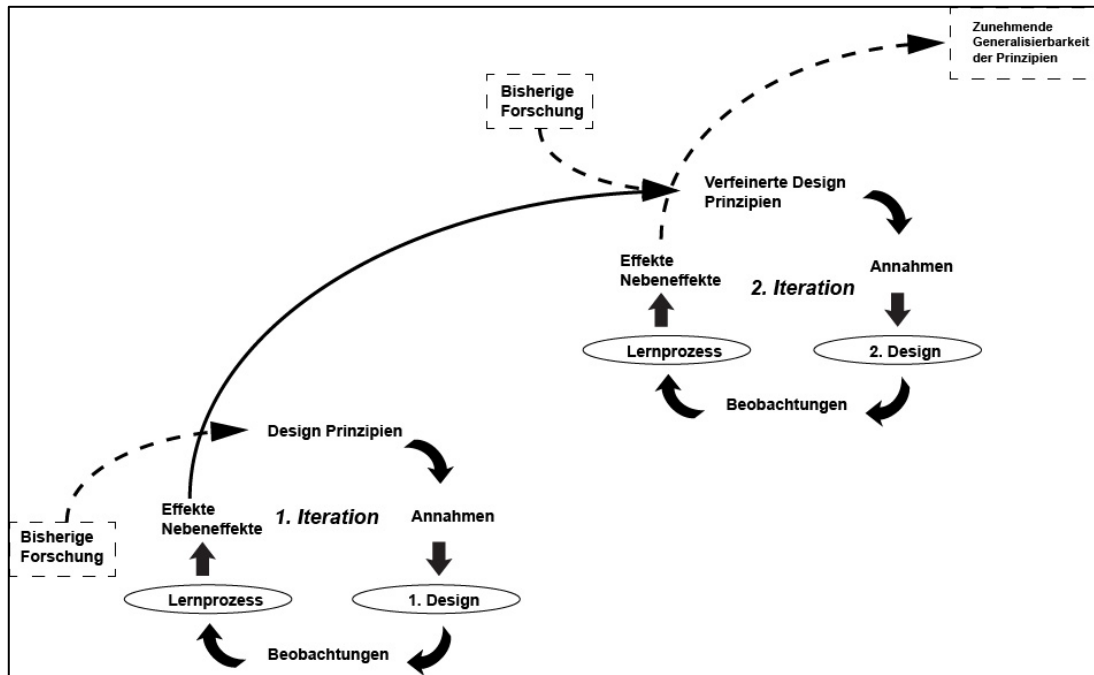 Zunehmende
Generalisierbarkeit
der Prinzipien
Bisherige
Forschung
Verfeinerte Design
Prinzipien
Effekte
Nebeneffekte
2. Iteration
Annahmen
Lernprozess
2. Design
Beobachtungen
Design Prinzipien
Effekte
Nebeneffekte
1. Iteration
Annahmen
Bisherige
Forschung
Lernprozess
1. Design
Beobachtungen